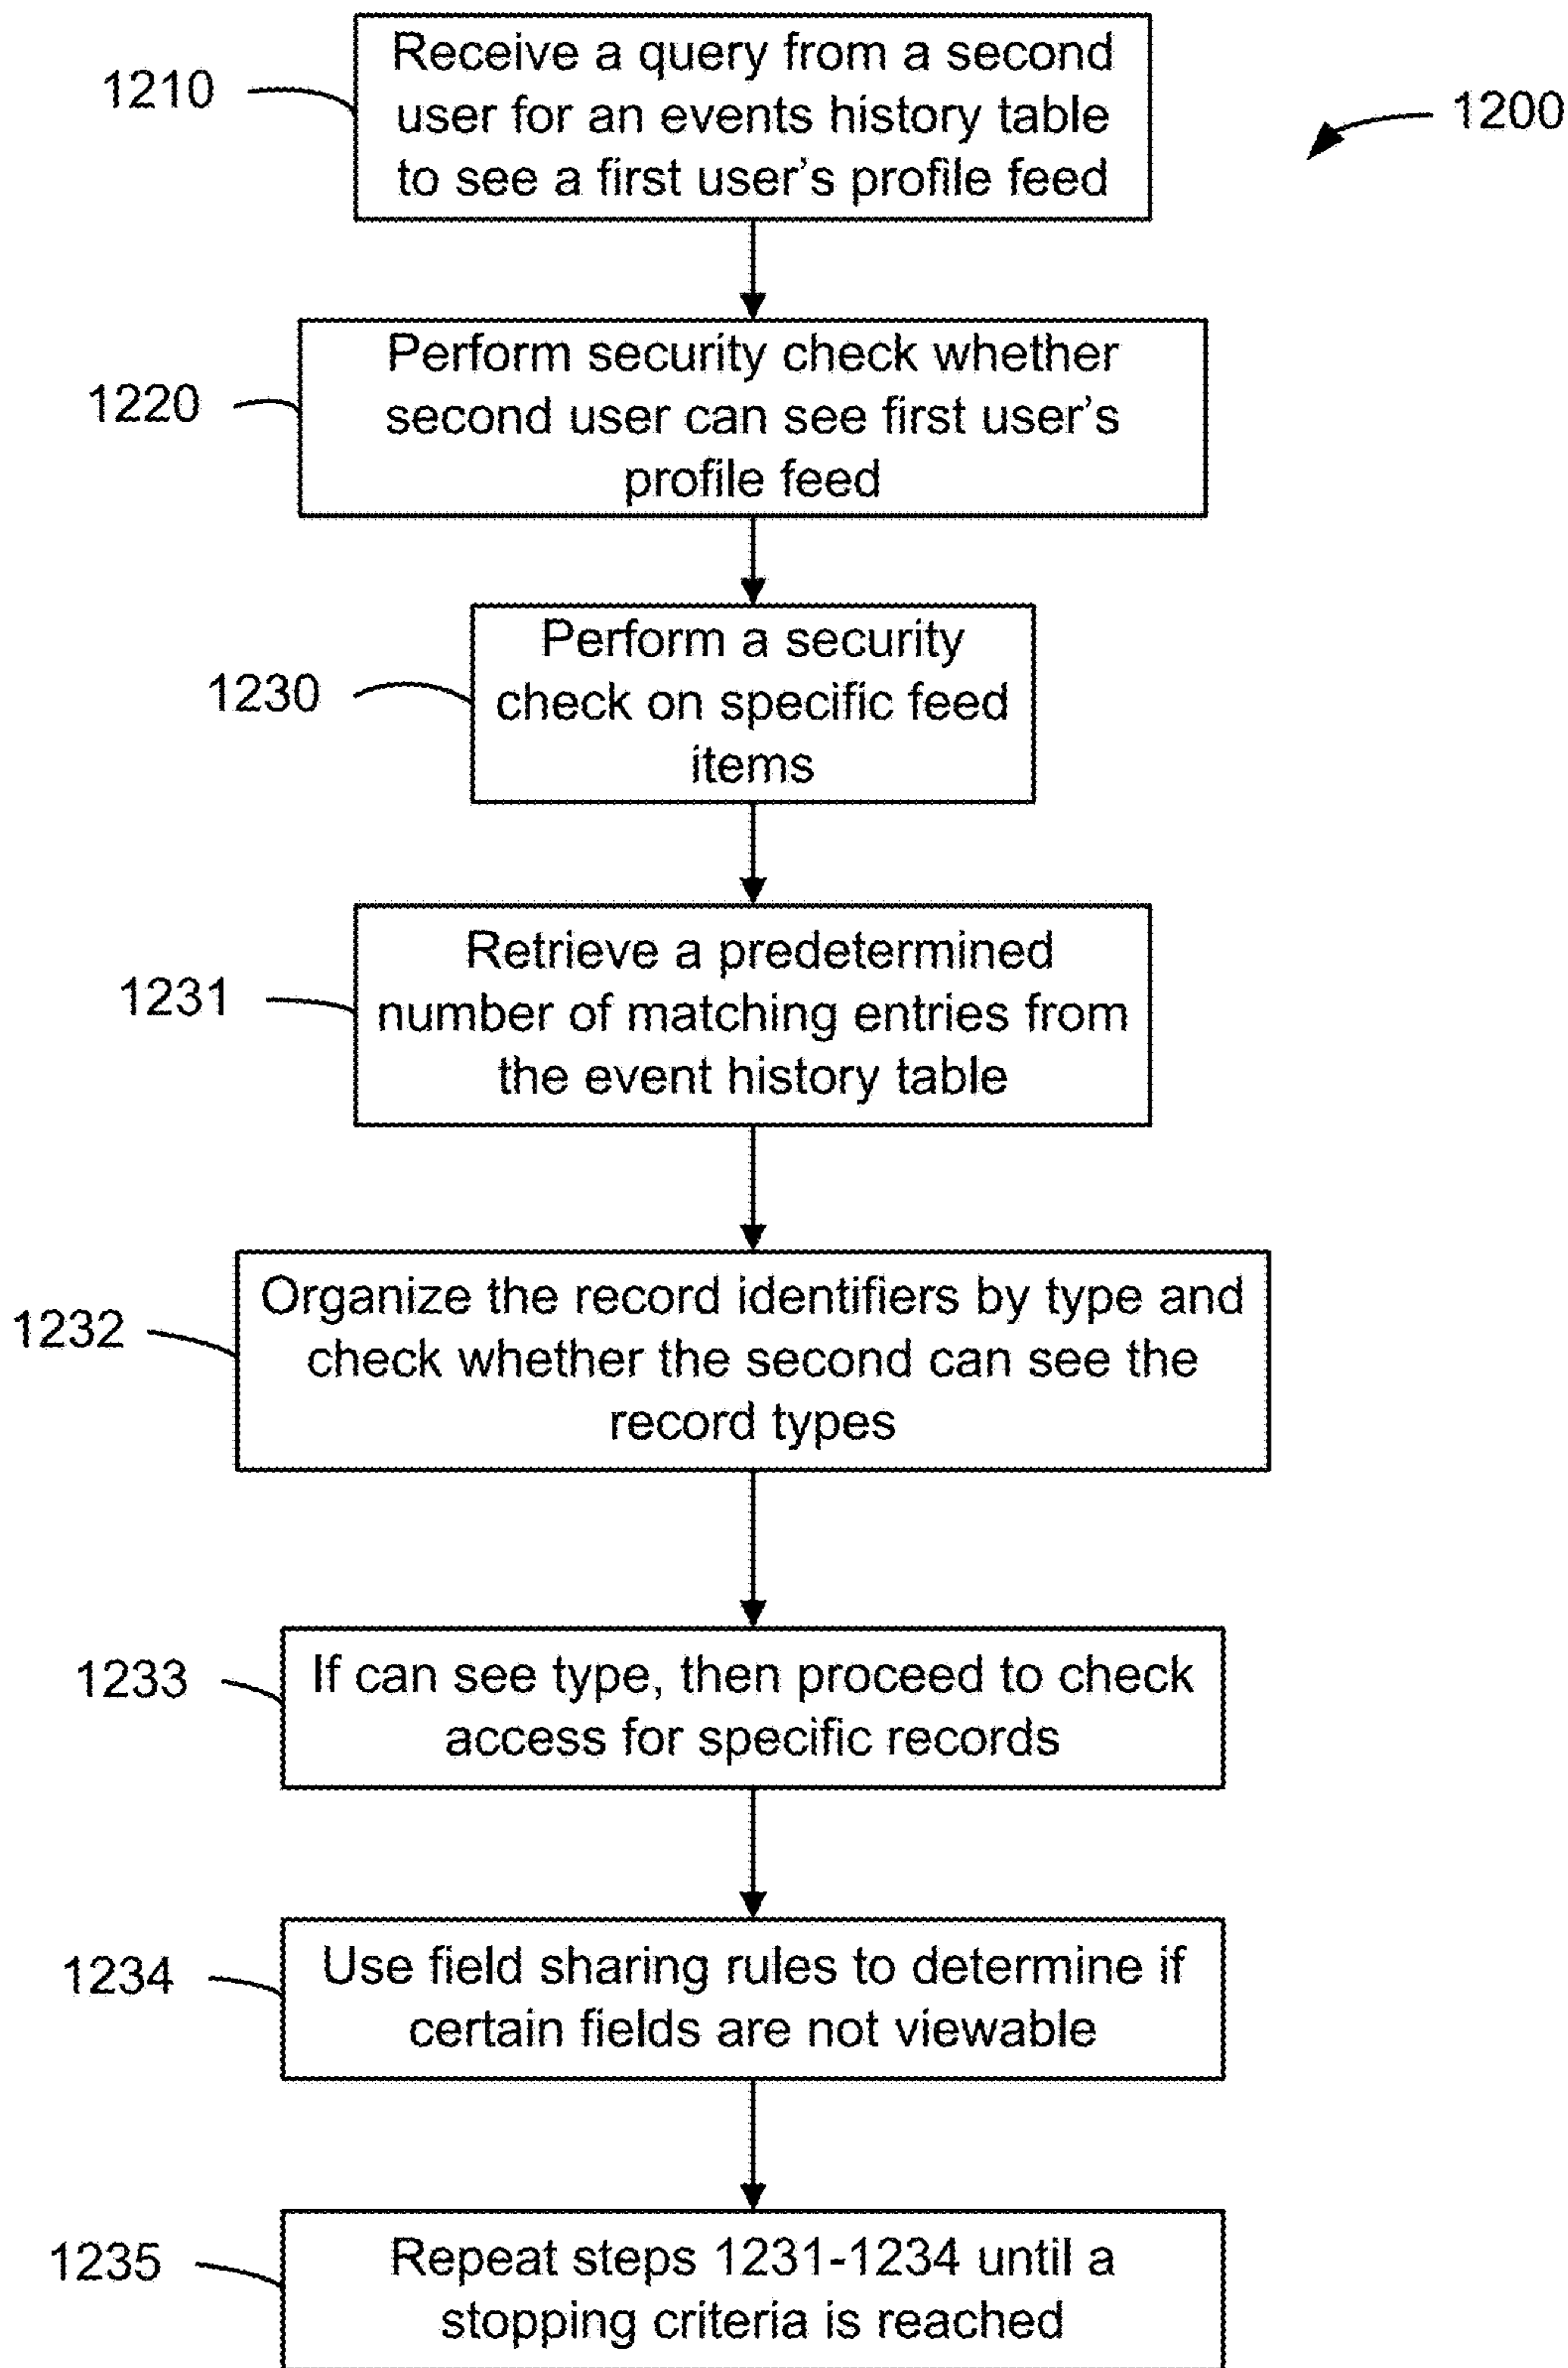 1200
1210
Receive a query from a second
user for an events history table
to see a first user's profile feed
1220
Perform security check whether
second user can see first user's
profile feed
1230
Perform a security
check on specific feed
items
1231
Retrieve a predetermined
number of matching entries from
the event history table
1232
Organize the record identifiers by type and
check whether the second can see the
record types
1233
If can see type, then proceed to check
access for specific records
1234
Use field sharing rules to determine if
certain fields are not viewable
1235
Repeat steps 1231-1234 until a
stopping criteria is reached